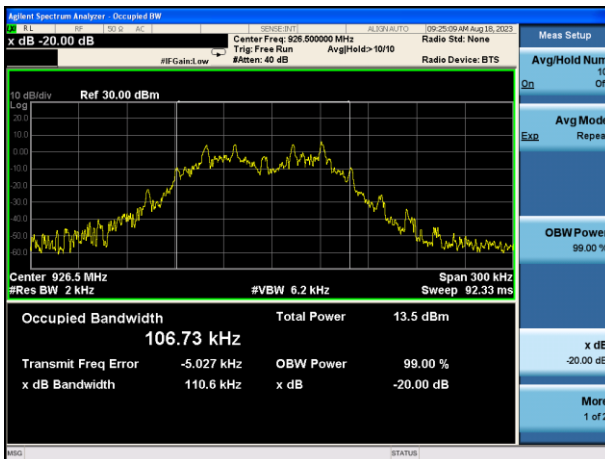 Agilent Spectrum Analyzer - Occupied BW
RL RF 50 Ω AC SENSE:INT ALIGN AUTO 09:25:09 AM Aug 18, 2023
x dB -20.00 dB
Center Freq: 926.500000 MHz
Radio Std: None
Trig: Free Run Avg|Hold:>10/10
#IFGain:Low #Atten: 40 dB Radio Device: BTS
10 dB/div Ref 30.00 dBm
Log
20.0
10.0
0.00
-10.0
-20.0
-30.0
-40.0
-50.0
-60.0
Center 926.5 MHz Span 300 kHz
#Res BW 2 kHz #VBW 6.2 kHz Sweep 92.33 ms
Occupied Bandwidth Total Power 13.5 dBm
106.73 kHz
Transmit Freq Error -5.027 kHz OBW Power 99.00 %
x dB Bandwidth 110.6 kHz x dB -20.00 dB
MSG STATUS
Meas Setup
Avg/Hold Num
10
On Of
Avg Mode
Exp Repea
OBW Power
99.00 %
x dB
-20.00 dB
More
1 of 2